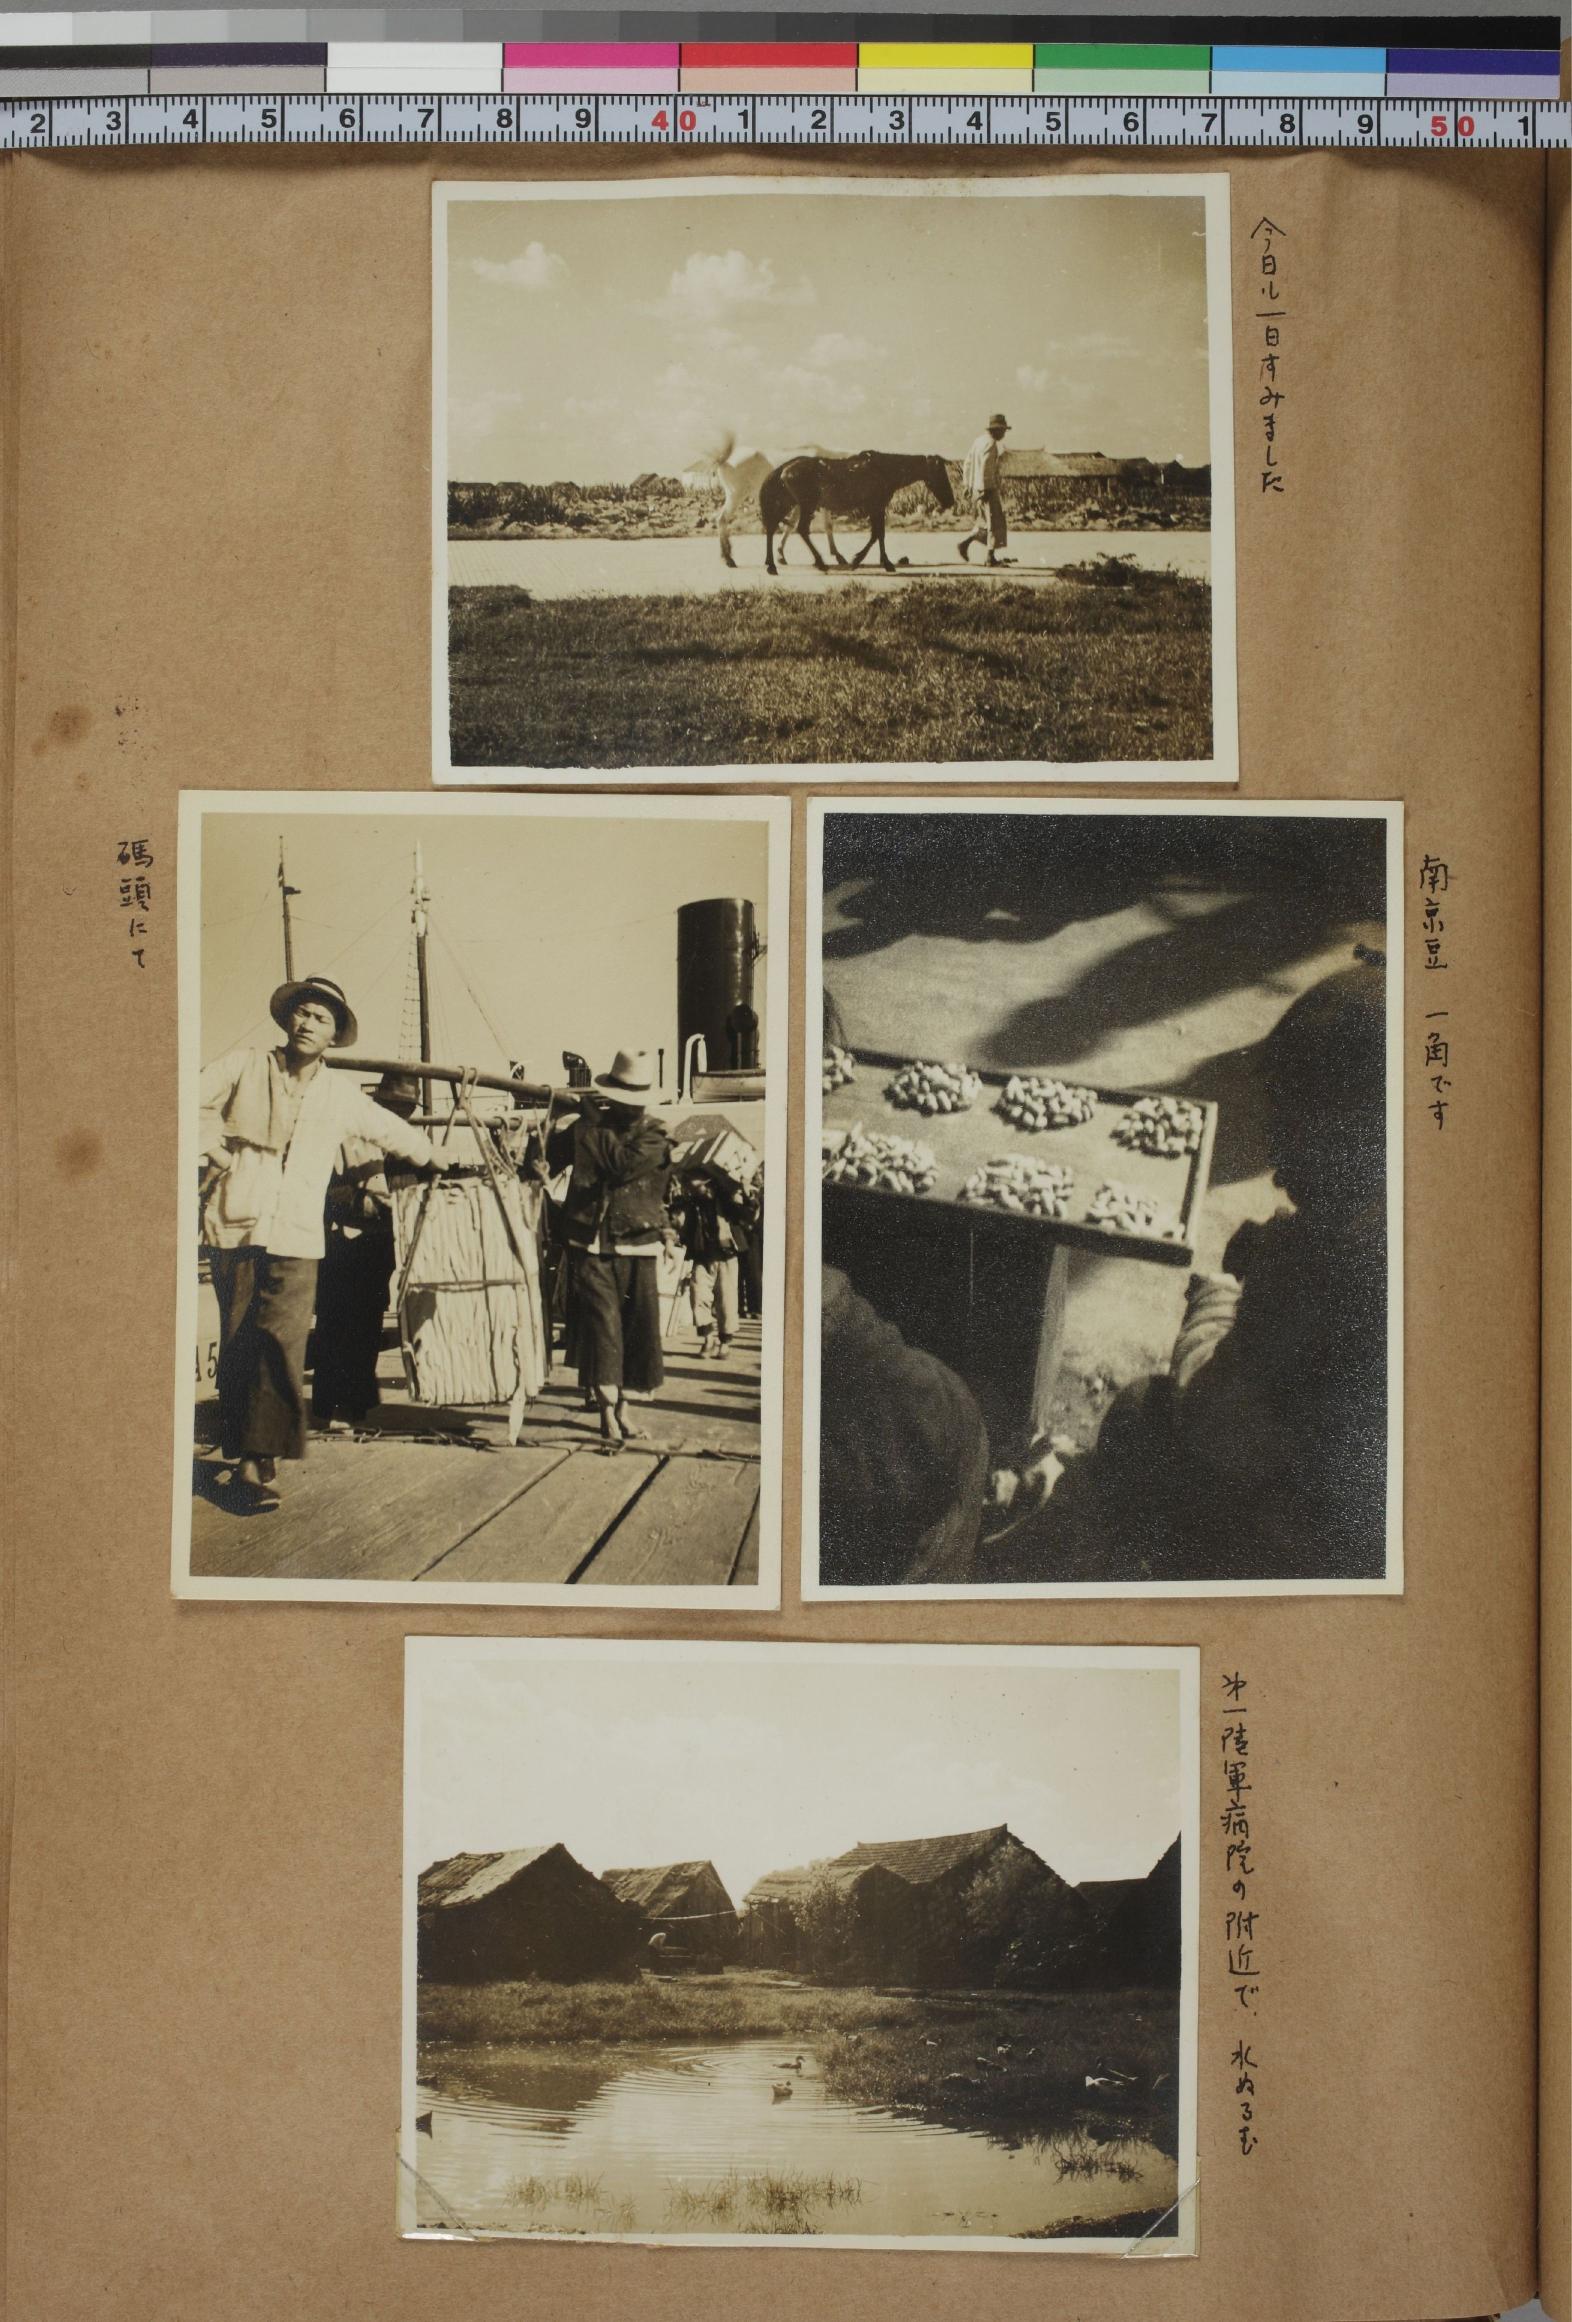 2 3 4 5 6 7 8 9 40 1 2 3 4 5 6 7 8 9 50 1
今日も一日すみました
南京豆 一角です
碼頭にて
A5
第一陸軍病院の附近で、水ぬるむ